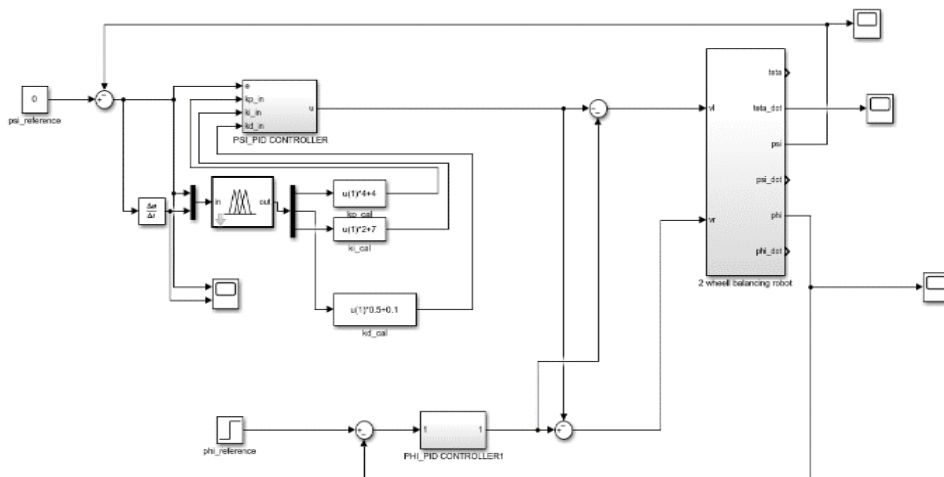 0
psi_reference
e
kp_in
ki_in
kd_in
u
PSI_PID CONTROLLER
Δe
Δt
in
out
u(1)*4+4
kp_cal
u(1)*2+7
ki_cal
u(1)*0.5+0.1
kd_cal
vl
vr
teta
teta_dot
psi
psi_dot
phi
phi_dot
2 wheell balancing robot
phi_reference
1
1
PHI_PID CONTROLLER1